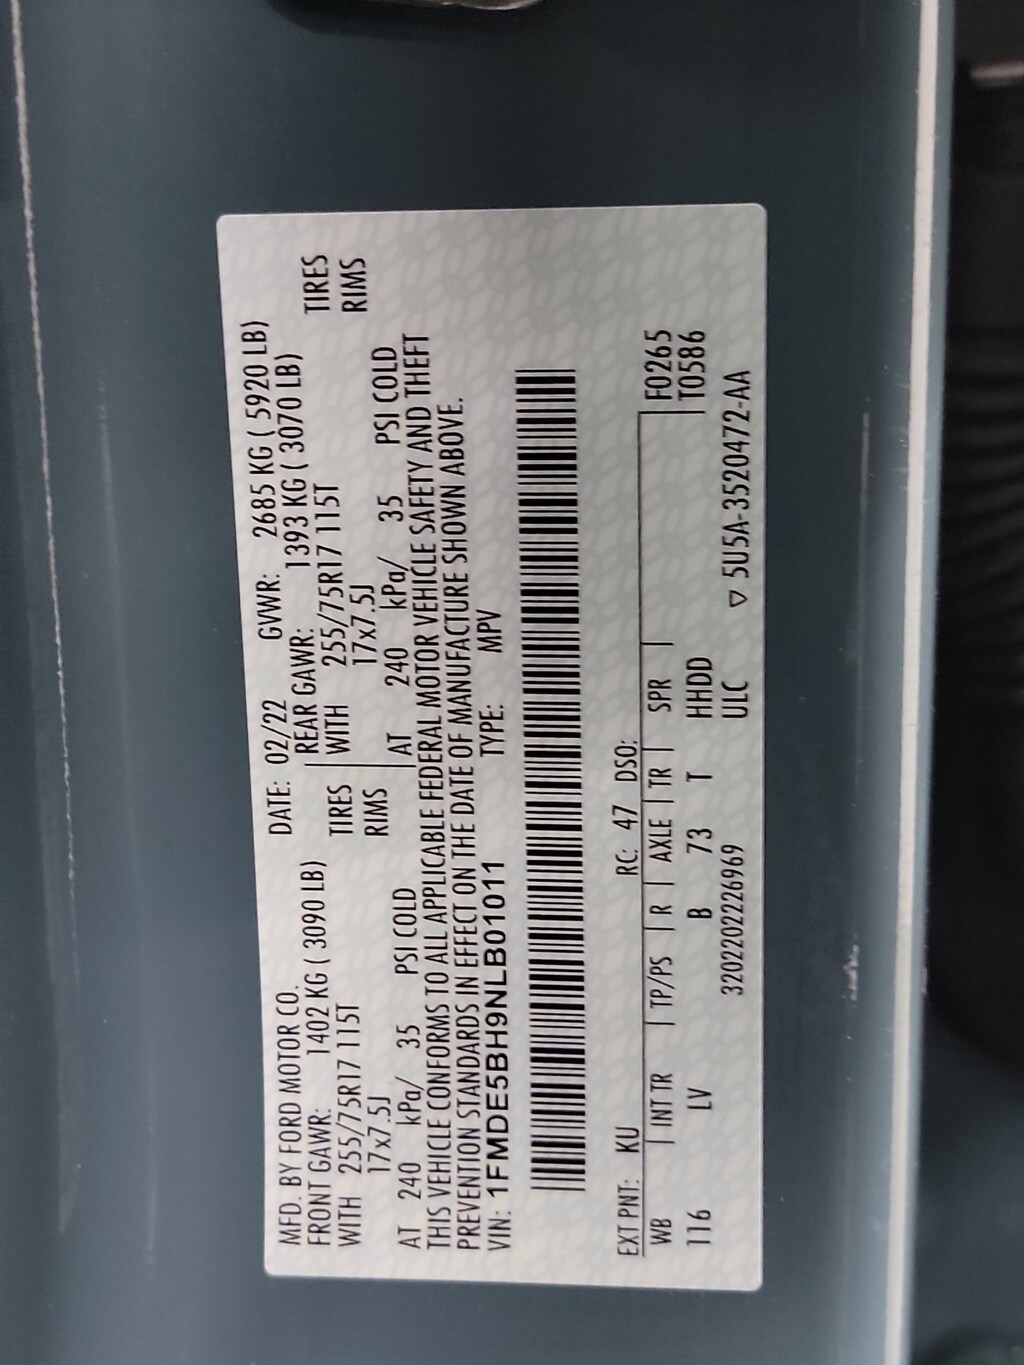 MFD. BY FORD MOTOR CO. DATE: 02/22 GVWR: 2685 KG ( 5920 LB)
FRONT GAWR: 1402 KG ( 3090 LB) REAR GAWR: 1393 KG ( 3070 LB)
WITH 255/75R17 115T TIRES WITH 255/75R17 115T TIRES
17x7.5J RIMS 17x7.5J RIMS
AT 240 kPa/ 35 PSI COLD AT 240 kPa/ 35 PSI COLD
THIS VEHICLE CONFORMS TO ALL APPLICABLE FEDERAL MOTOR VEHICLE SAFETY AND THEFT
PREVENTION STANDARDS IN EFFECT ON THE DATE OF MANUFACTURE SHOWN ABOVE.
VIN: 1FMDE5BH9NLB01011 TYPE: MPV
EXT PNT: KU RC: 47 DSO:
WB | INT TR | TP/PS | R | AXLE | TR | SPR | F0265
116 LV B 73 T HHDD T0586
3202202226969 ULC ▽ 5U5A-3520472-AA